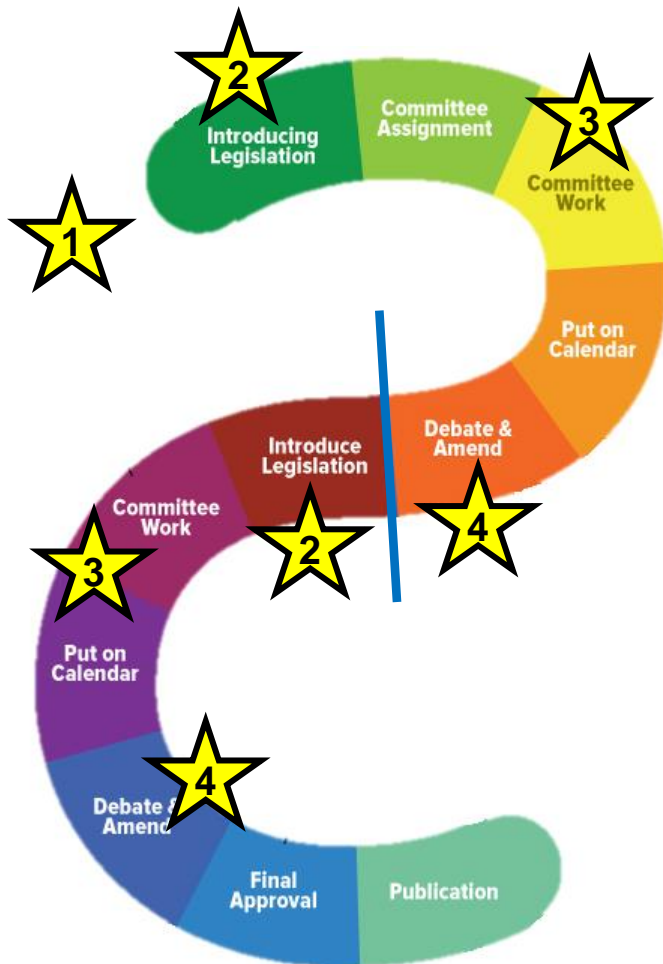 2
Introducing
Legislation
Committee
Assignment
3
Committee
Work
1
Put on
Calendar
Debate &
Amend
4
Introduce
Legislation
2
Committee
Work
3
Put on
Calendar
4
Debate &
Amend
Final
Approval
Publication